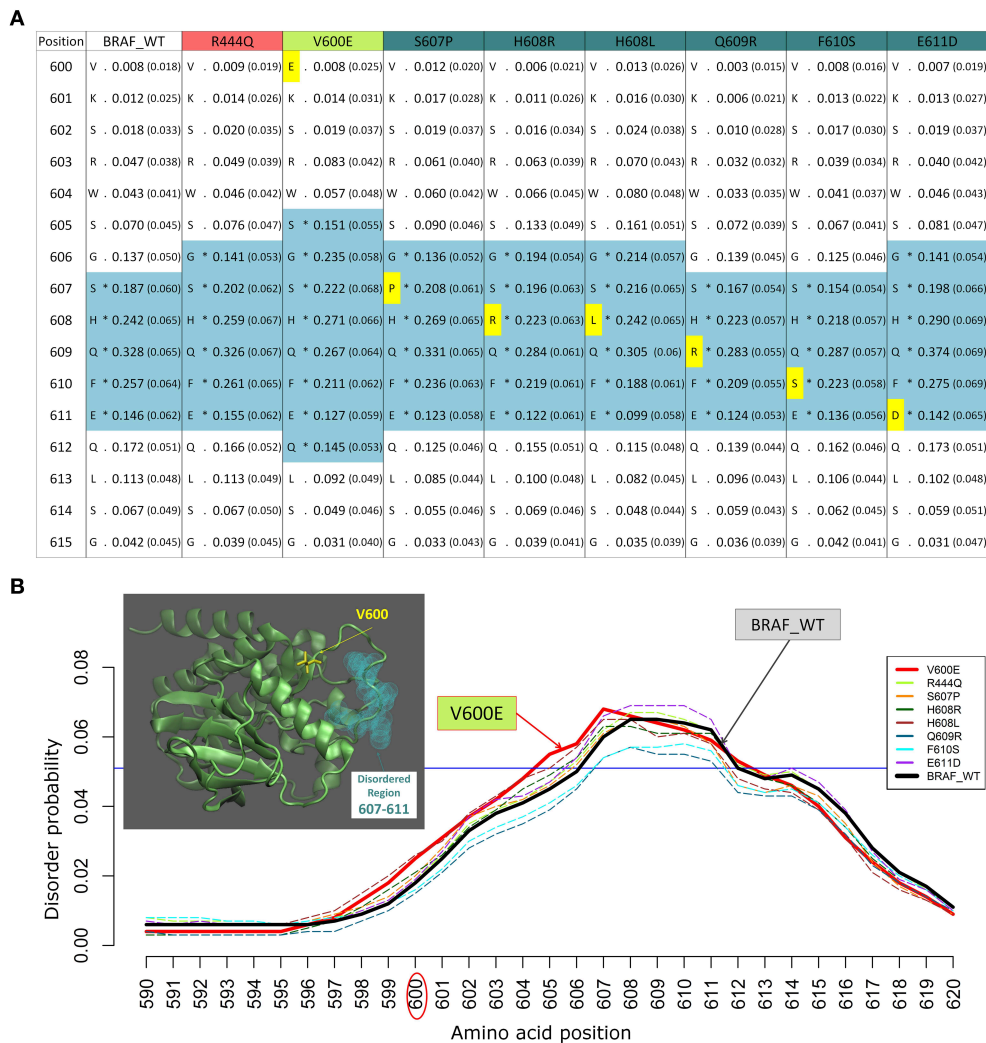 A
Position BRAF_WT R444Q V600E S607P H608R H608L Q609R F610S E611D
600 V . 0.008 (0.018) V . 0.009 (0.019) E . 0.008 (0.025) V . 0.012 (0.020) V . 0.006 (0.021) V . 0.013 (0.026) V . 0.003 (0.015) V . 0.008 (0.016) V . 0.007 (0.019)
601 K . 0.012 (0.025) K . 0.014 (0.026) K . 0.014 (0.031) K . 0.017 (0.028) K . 0.011 (0.026) K . 0.016 (0.030) K . 0.006 (0.021) K . 0.013 (0.022) K . 0.013 (0.027)
602 S . 0.018 (0.033) S . 0.020 (0.035) S . 0.019 (0.037) S . 0.019 (0.037) S . 0.016 (0.034) S . 0.024 (0.038) S . 0.010 (0.028) S . 0.017 (0.030) S . 0.019 (0.037)
603 R . 0.047 (0.038) R . 0.049 (0.039) R . 0.083 (0.042) R . 0.061 (0.040) R . 0.063 (0.039) R . 0.070 (0.043) R . 0.032 (0.032) R . 0.039 (0.034) R . 0.040 (0.042)
604 W . 0.043 (0.041) W . 0.046 (0.042) W . 0.057 (0.048) W . 0.060 (0.042) W . 0.066 (0.045) W . 0.080 (0.048) W . 0.033 (0.035) W . 0.041 (0.037) W . 0.046 (0.043)
605 S . 0.070 (0.045) S . 0.076 (0.047) S * 0.151 (0.055) S . 0.090 (0.046) S . 0.133 (0.049) S . 0.161 (0.051) S . 0.072 (0.039) S . 0.067 (0.041) S . 0.081 (0.047)
606 G . 0.137 (0.050) G * 0.141 (0.053) G * 0.235 (0.058) G * 0.136 (0.052) G * 0.194 (0.054) G * 0.214 (0.057) G . 0.139 (0.045) G . 0.125 (0.046) G * 0.141 (0.054)
607 S * 0.187 (0.060) S * 0.202 (0.062) S * 0.222 (0.068) P * 0.208 (0.061) S * 0.196 (0.063) S * 0.216 (0.065) S * 0.167 (0.054) S * 0.154 (0.054) S * 0.198 (0.066)
608 H * 0.242 (0.065) H * 0.259 (0.067) H * 0.271 (0.066) H * 0.269 (0.065) R * 0.223 (0.063) L * 0.242 (0.065) H * 0.223 (0.057) H * 0.218 (0.057) H * 0.290 (0.069)
609 Q * 0.328 (0.065) Q * 0.326 (0.067) Q * 0.267 (0.064) Q * 0.331 (0.065) Q * 0.284 (0.061) Q * 0.305 (0.06) R * 0.283 (0.055) Q * 0.287 (0.057) Q * 0.374 (0.069)
610 F * 0.257 (0.064) F * 0.261 (0.065) F * 0.211 (0.062) F * 0.236 (0.063) F * 0.219 (0.061) F * 0.188 (0.061) F * 0.209 (0.055) S * 0.223 (0.058) F * 0.275 (0.069)
611 E * 0.146 (0.062) E * 0.155 (0.062) E * 0.127 (0.059) E * 0.123 (0.058) E * 0.122 (0.061) E * 0.099 (0.058) E * 0.124 (0.053) E * 0.136 (0.056) D * 0.142 (0.065)
612 Q . 0.172 (0.051) Q . 0.166 (0.052) Q * 0.145 (0.053) Q . 0.125 (0.046) Q . 0.155 (0.051) Q . 0.115 (0.048) Q . 0.139 (0.044) Q . 0.162 (0.046) Q . 0.173 (0.051)
613 L . 0.113 (0.048) L . 0.113 (0.049) L . 0.092 (0.049) L . 0.085 (0.044) L . 0.100 (0.048) L . 0.082 (0.045) L . 0.096 (0.043) L . 0.106 (0.044) L . 0.102 (0.048)
614 S . 0.067 (0.049) S . 0.067 (0.050) S . 0.049 (0.046) S . 0.055 (0.046) S . 0.069 (0.046) S . 0.048 (0.044) S . 0.059 (0.043) S . 0.062 (0.045) S . 0.059 (0.051)
615 G . 0.042 (0.045) G . 0.039 (0.045) G . 0.031 (0.040) G . 0.033 (0.043) G . 0.039 (0.041) G . 0.035 (0.039) G . 0.036 (0.039) G . 0.042 (0.041) G . 0.031 (0.047)
B
V600
Disordered
Region
607-611
V600E
BRAF_WT
V600E
R444Q
S607P
H608R
H608L
Q609R
F610S
E611D
BRAF_WT
Disorder probability
0.08
0.06
0.04
0.02
0.00
590 591 592 593 594 595 596 597 598 599 600 601 602 603 604 605 606 607 608 609 610 611 612 613 614 615 616 617 618 619 620
Amino acid position